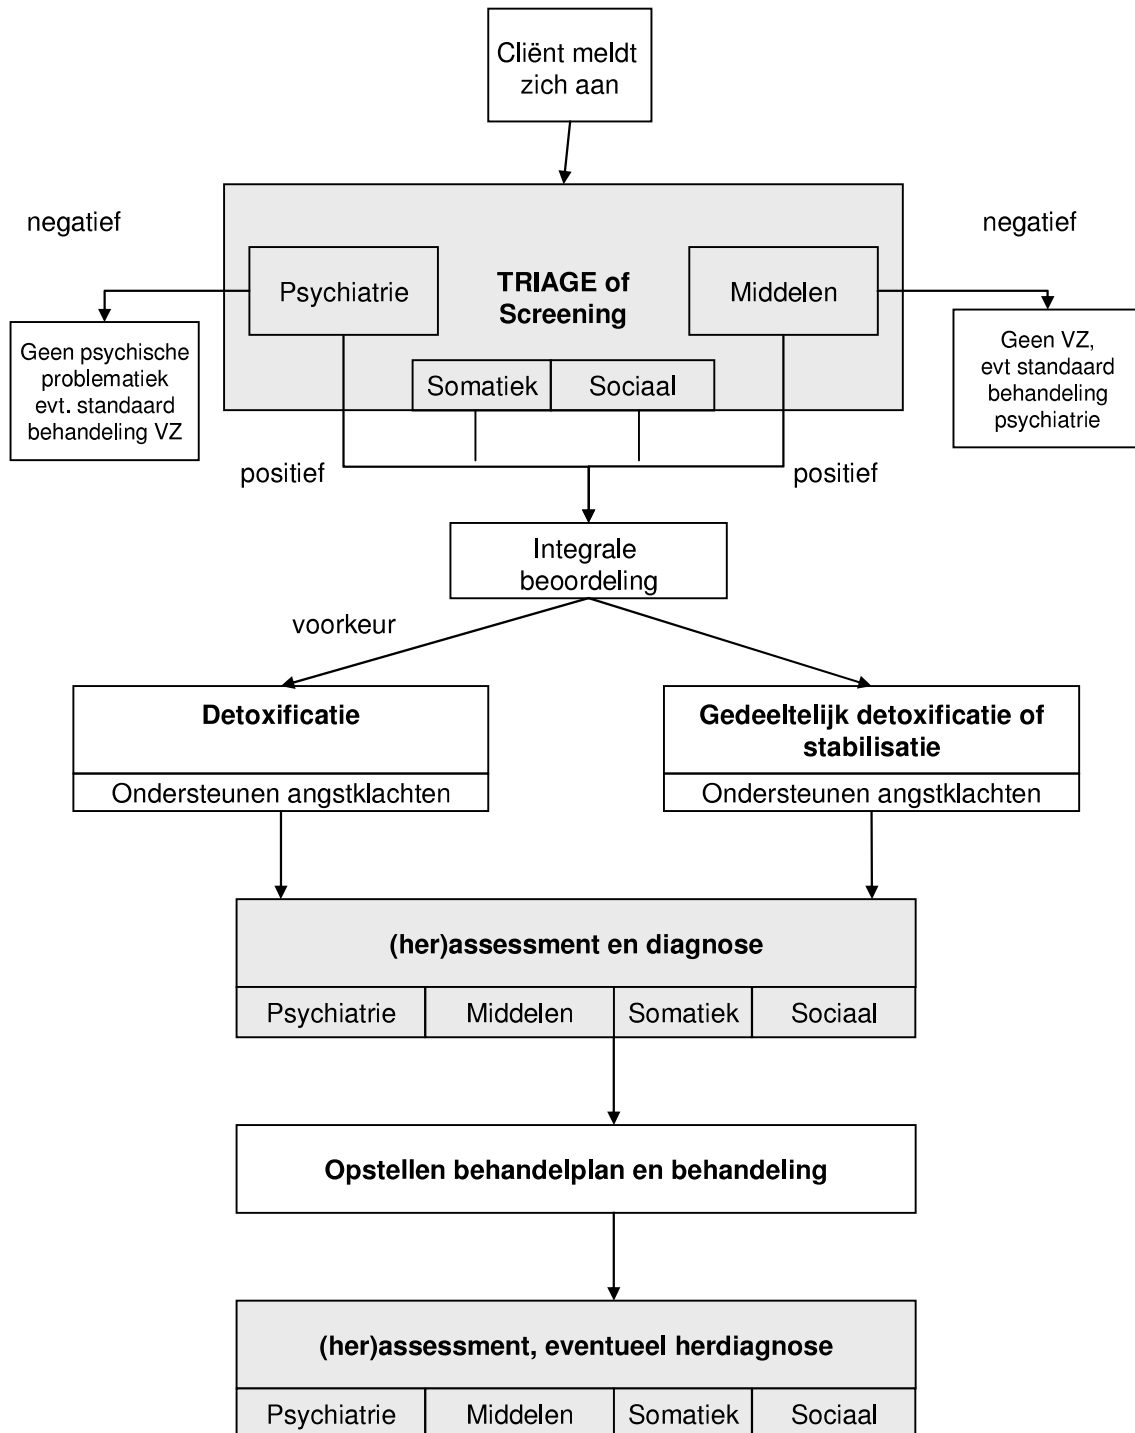 Cliënt meldt
zich aan
negatief
negatief
Psychiatrie
TRIAGE of
Screening
Middelen
Somatiek
Sociaal
Geen psychische
problematiek
evt. standaard
behandeling VZ
Geen VZ,
evt standaard
behandeling
psychiatrie
positief
positief
Integrale
beoordeling
voorkeur
Detoxificatie
Ondersteunen angstklachten
Gedeeltelijk detoxificatie of
stabilisatie
Ondersteunen angstklachten
(her)assessment en diagnose
Psychiatrie
Middelen
Somatiek
Sociaal
Opstellen behandelplan en behandeling
(her)assessment, eventueel herdiagnose
Psychiatrie
Middelen
Somatiek
Sociaal